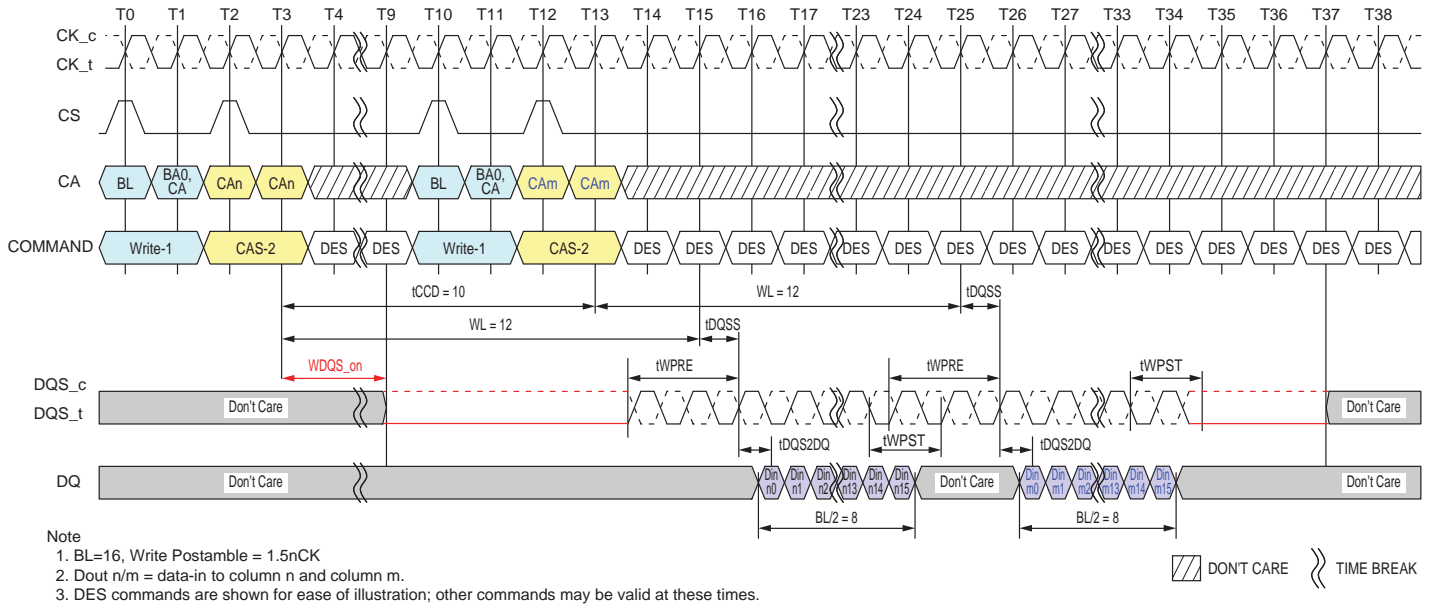 T0 T1 T2 T3 T4 T9 T10 T11 T12 T13 T14 T15 T16 T17 T23 T24 T25 T26 T27 T33 T34 T35 T36 T37 T38
CK_c
CK_t
CS
CA BL BA0, CA CAn CAn BL BA0, CA CAm CAm
COMMAND Write-1 CAS-2 DES DES Write-1 CAS-2 DES DES DES DES DES DES DES DES DES DES DES DES DES DES DES
tCCD = 10 WL = 12 tDQSS
WL = 12 tDQSS
WDQS_on tWPRE tWPRE tWPST
DQS_c
DQS_t Don't Care Don't Care
tDQS2DQ tWPST tDQS2DQ
DQ Don't Care Din n0 Din n1 Din n2 Din n13 Din n14 Din n15 Don't Care Din m0 Din m1 Din m2 Din m13 Din m14 Din m15 Don't Care
BL/2 = 8 BL/2 = 8
Note
1. BL=16, Write Postamble = 1.5nCK
2. Dout n/m = data-in to column n and column m.
3. DES commands are shown for ease of illustration; other commands may be valid at these times.
DON'T CARE TIME BREAK